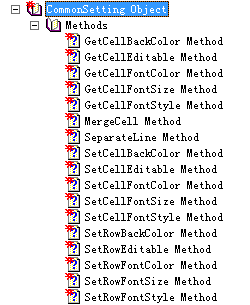 CommonSetting Object
Methods
GetCellBackColor Method
GetCellEditable Method
GetCellFontColor Method
GetCellFontSize Method
GetCellFontStyle Method
MergeCell Method
SeparateLine Method
SetCellBackColor Method
SetCellEditable Method
SetCellFontColor Method
SetCellFontSize Method
SetCellFontStyle Method
SetRowBackColor Method
SetRowEditable Method
SetRowFontColor Method
SetRowFontSize Method
SetRowFontStyle Method